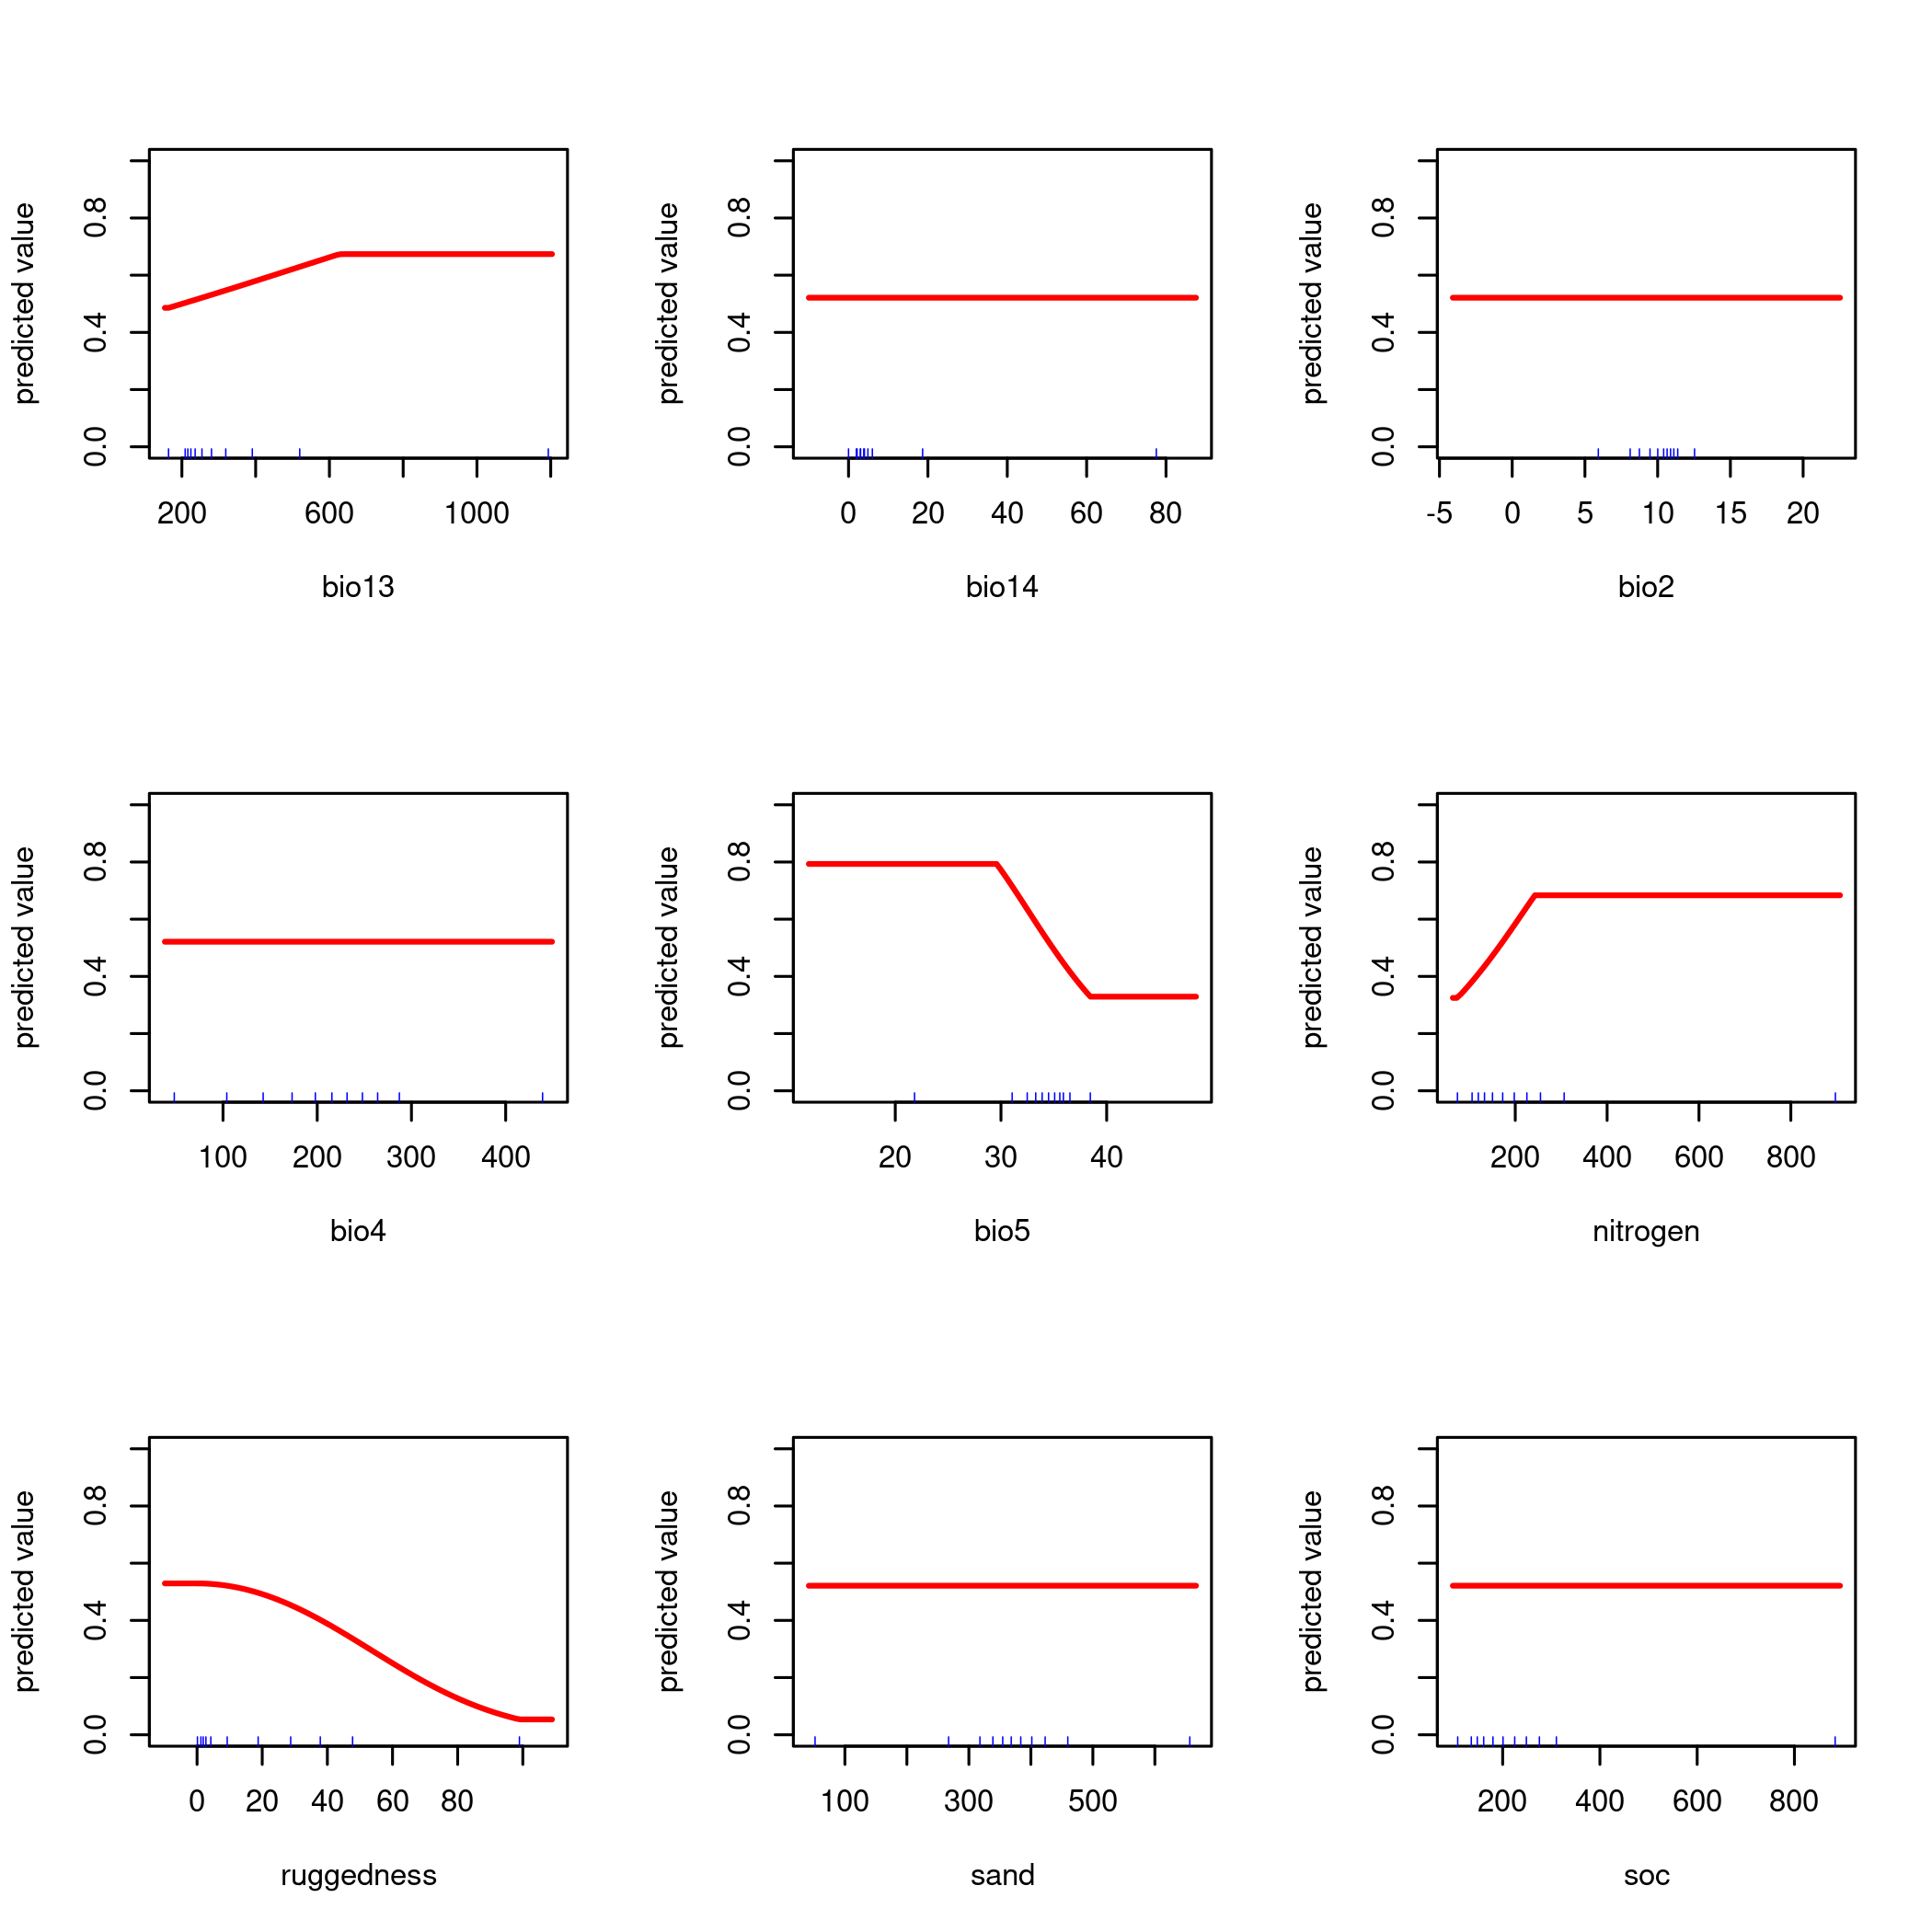 predicted value
0.0 0.4 0.8
200 600 1000
bio13
predicted value
0.0 0.4 0.8
0 20 40 60 80
bio14
predicted value
0.0 0.4 0.8
-5 0 5 10 15 20
bio2
predicted value
0.0 0.4 0.8
100 200 300 400
bio4
predicted value
0.0 0.4 0.8
20 30 40
bio5
predicted value
0.0 0.4 0.8
200 400 600 800
nitrogen
predicted value
0.0 0.4 0.8
0 20 40 60 80
ruggedness
predicted value
0.0 0.4 0.8
100 300 500
sand
predicted value
0.0 0.4 0.8
200 400 600 800
soc